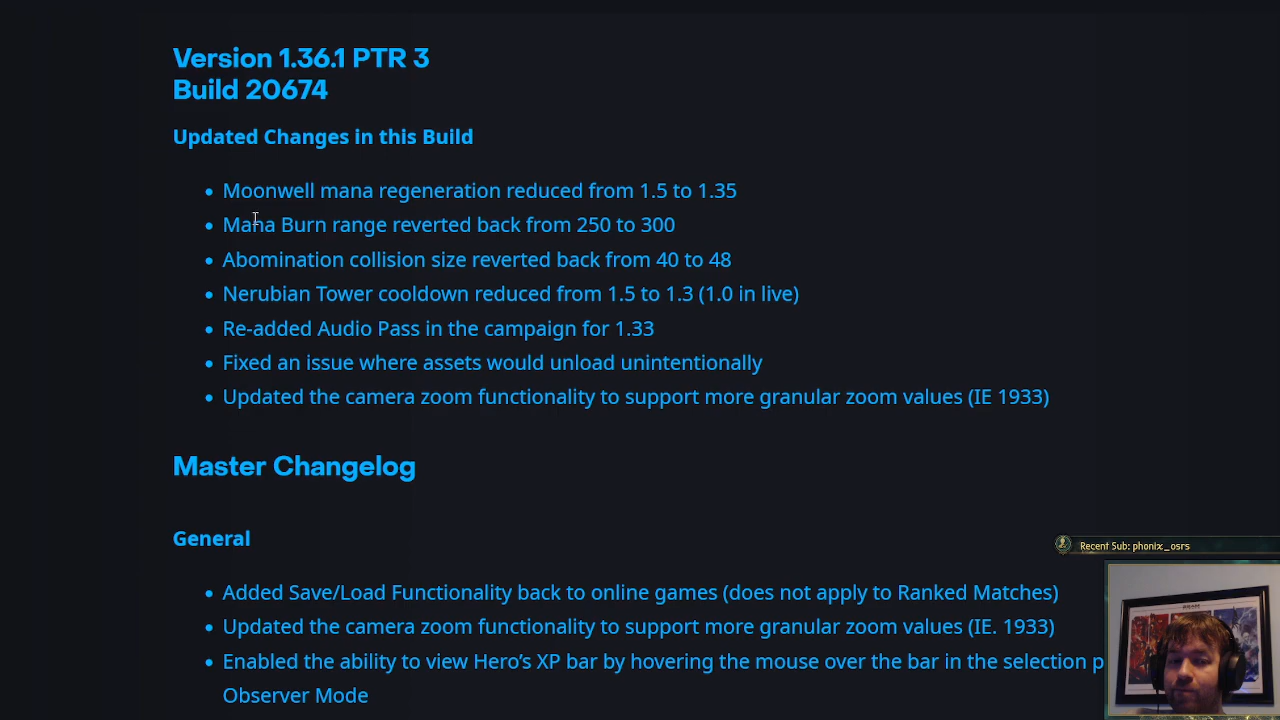 Version 1.36.1 PTR 3
Build 20674
Updated Changes in this Build
Moonwell mana regeneration reduced from 1.5 to 1.35
Mana Burn range reverted back from 250 to 300
Abomination collision size reverted back from 40 to 48
Nerubian Tower cooldown reduced from 1.5 to 1.3 (1.0 in live)
Re-added Audio Pass in the campaign for 1.33
Fixed an issue where assets would unload unintentionally
Updated the camera zoom functionality to support more granular zoom values (IE 1933)
Master Changelog
General
Recent Sub: phonix_osrs
Added Save/Load Functionality back to online games (does not apply to Ranked Matches)
Updated the camera zoom functionality to support more granular zoom values (IE. 1933)
Enabled the ability to view Hero's XP bar by hovering the mouse over the bar in the selection p
Observer Mode